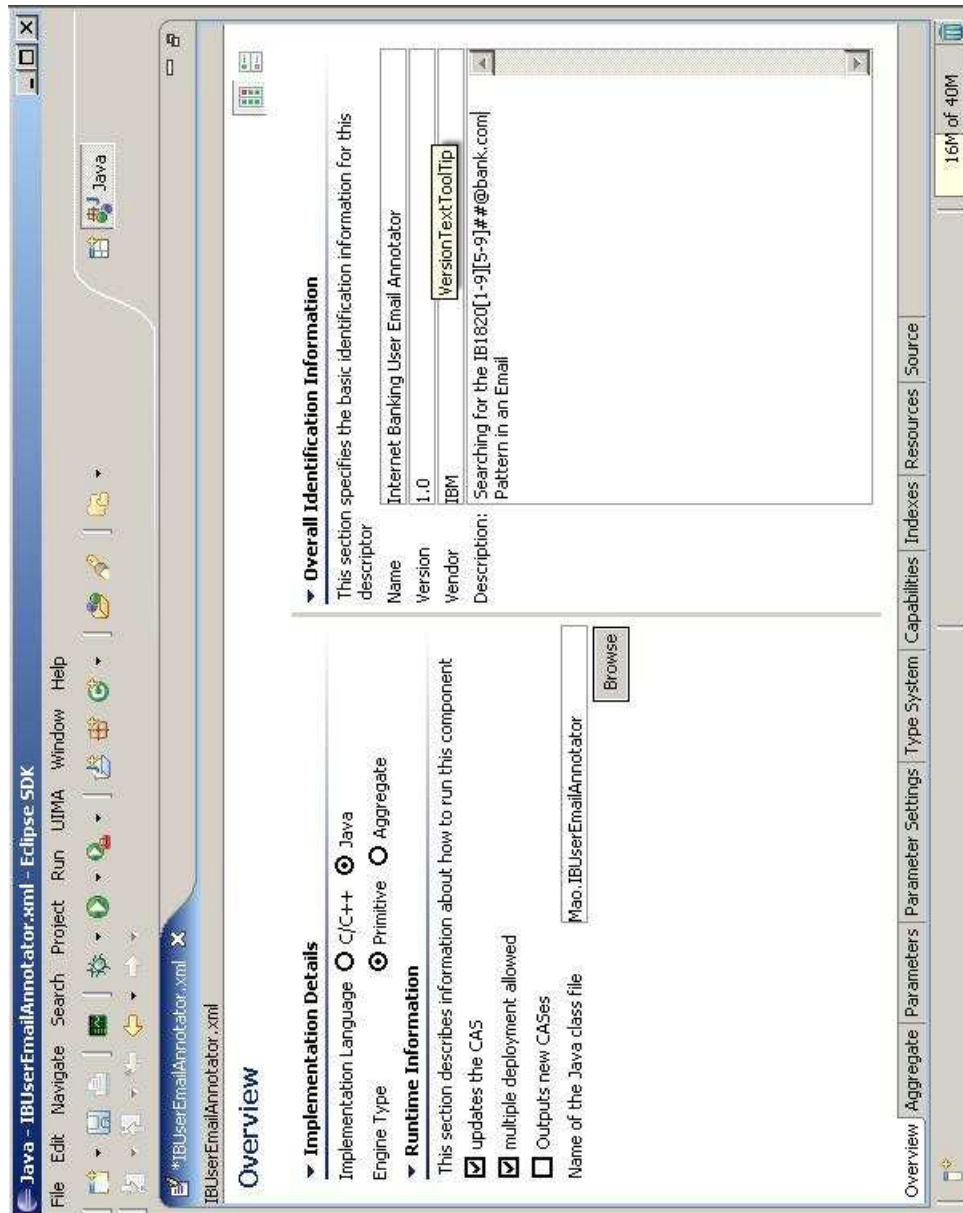 Java - IBUserEmailAnnotator.xml - Eclipse SDK
File Edit Navigate Search Project Run UIMA Window Help
Java
*IBUserEmailAnnotator.xml
IBUserEmailAnnotator.xml
Overview
Implementation Details
Implementation Language C/C++ Java
Engine Type Primitive Aggregate
Runtime Information
This section describes information about how to run this component
updates the CAS
multiple deployment allowed
Outputs new CASes
Name of the Java class file Mao.IBUserEmailAnnotator
Browse
Overall Identification Information
This section specifies the basic identification information for this
descriptor
Name Internet Banking User Email Annotator
Version 1.0
Vendor IBM
VersionTextToolTip
Description: Searching for the IB1820[1-9][5-9]##@bank.com
Pattern in an Email
Overview Aggregate Parameters Parameter Settings Type System Capabilities Indexes Resources Source
16M of 40M